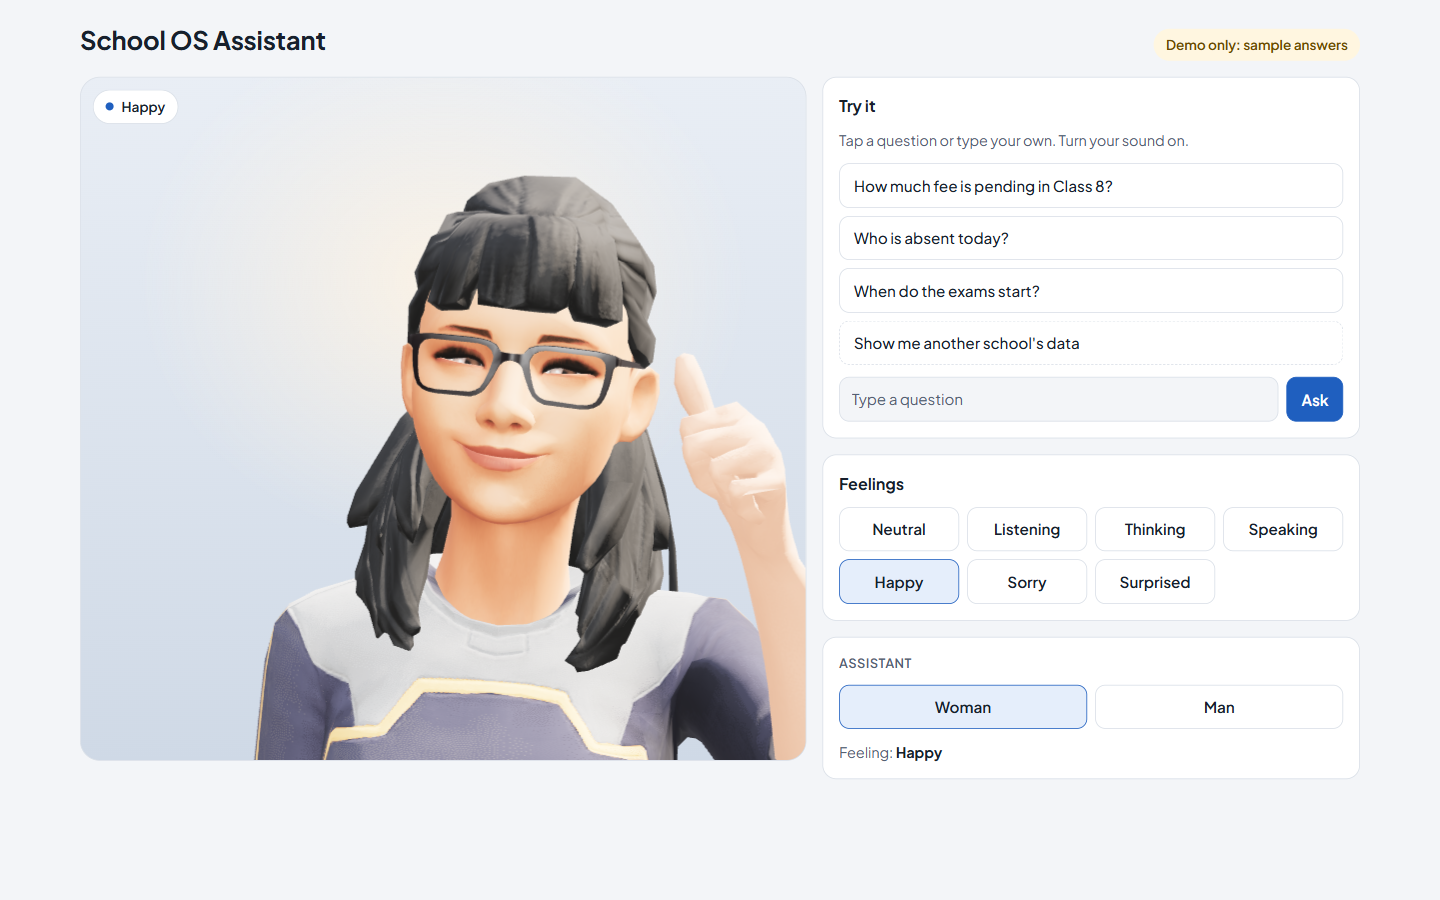 School OS Assistant
Demo only: sample answers
Happy
Try it
Tap a question or type your own. Turn your sound on.
How much fee is pending in Class 8?
Who is absent today?
When do the exams start?
Show me another school's data
Type a question
Ask
Feelings
Neutral
Listening
Thinking
Speaking
Happy
Sorry
Surprised
ASSISTANT
Woman
Man
Feeling: Happy